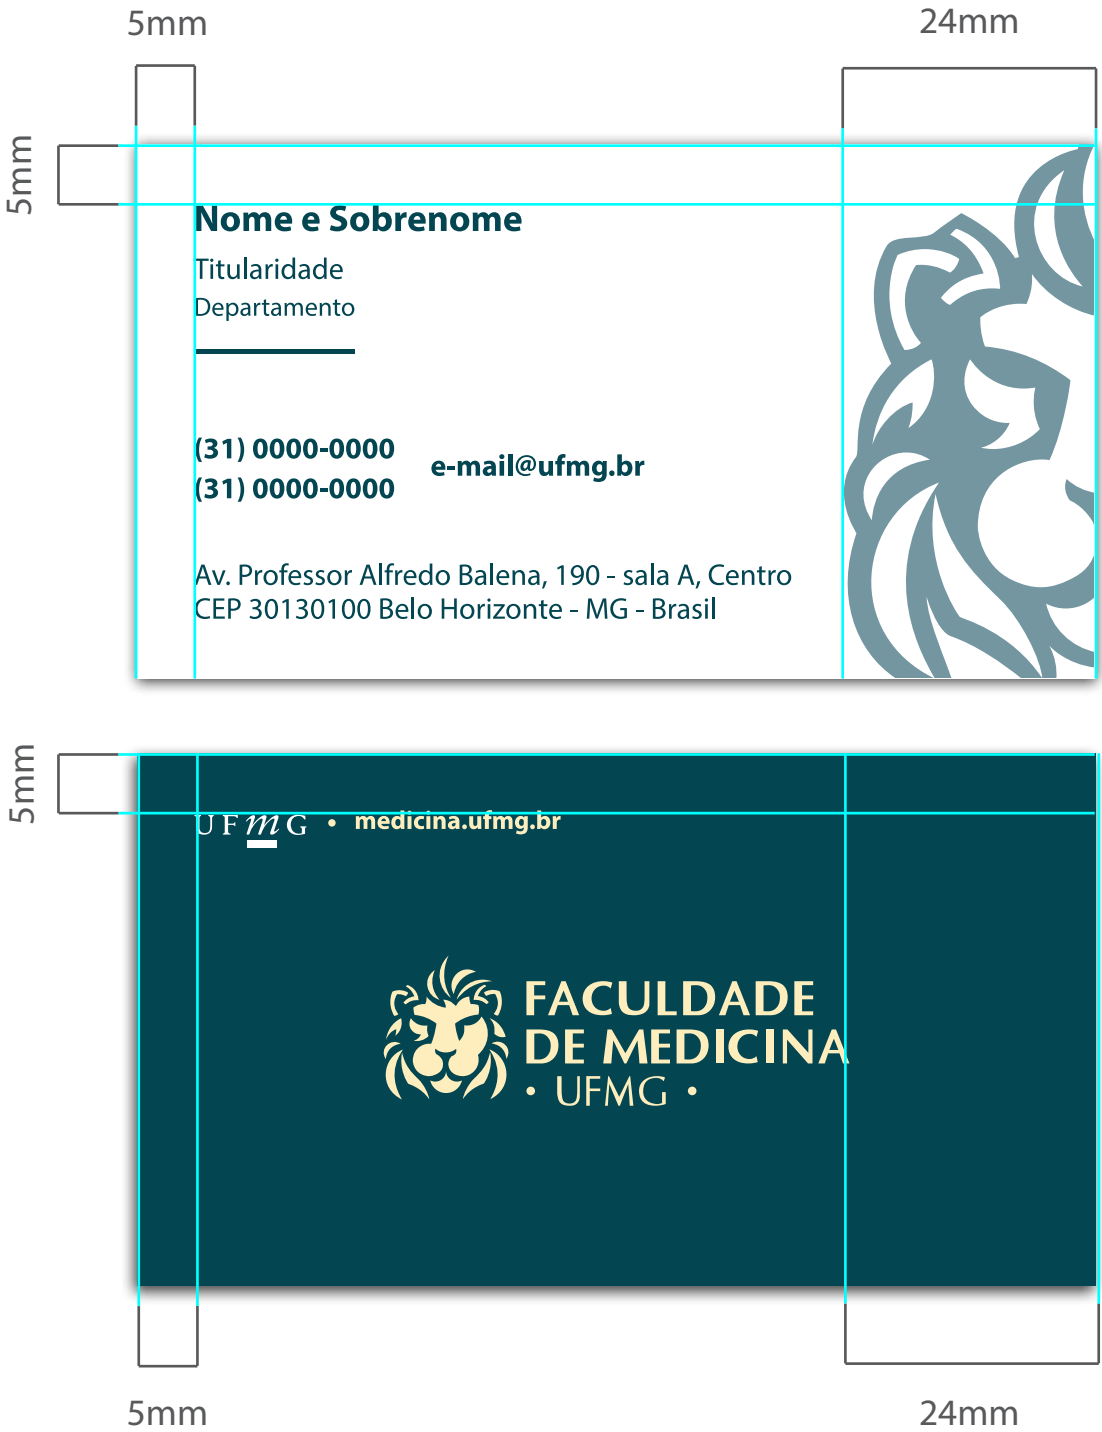 5mm
24mm
5mm
Nome e Sobrenome
Titularidade
Departamento
(31) 0000-0000
(31) 0000-0000
e-mail@ufmg.br
Av. Professor Alfredo Balena, 190 - sala A, Centro
CEP 30130100 Belo Horizonte - MG - Brasil
5mm
UFmG • medicina.ufmg.br
FACULDADE
DE MEDICINA
• UFMG •
5mm
24mm